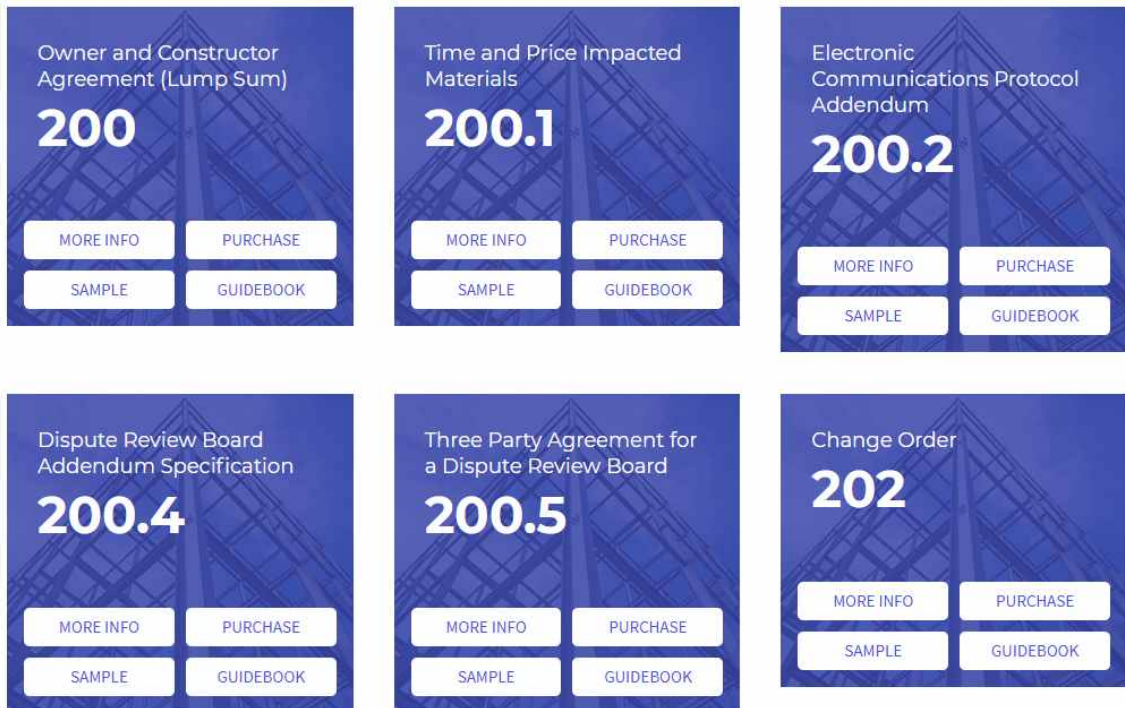 Owner and Constructor
Agreement (Lump Sum)
200
MORE INFO
PURCHASE
SAMPLE
GUIDEBOOK
Time and Price Impacted
Materials
200.1
MORE INFO
PURCHASE
SAMPLE
GUIDEBOOK
Electronic
Communications Protocol
Addendum
200.2
MORE INFO
PURCHASE
SAMPLE
GUIDEBOOK
Dispute Review Board
Addendum Specification
200.4
MORE INFO
PURCHASE
SAMPLE
GUIDEBOOK
Three Party Agreement for
a Dispute Review Board
200.5
MORE INFO
PURCHASE
SAMPLE
GUIDEBOOK
Change Order
202
MORE INFO
PURCHASE
SAMPLE
GUIDEBOOK